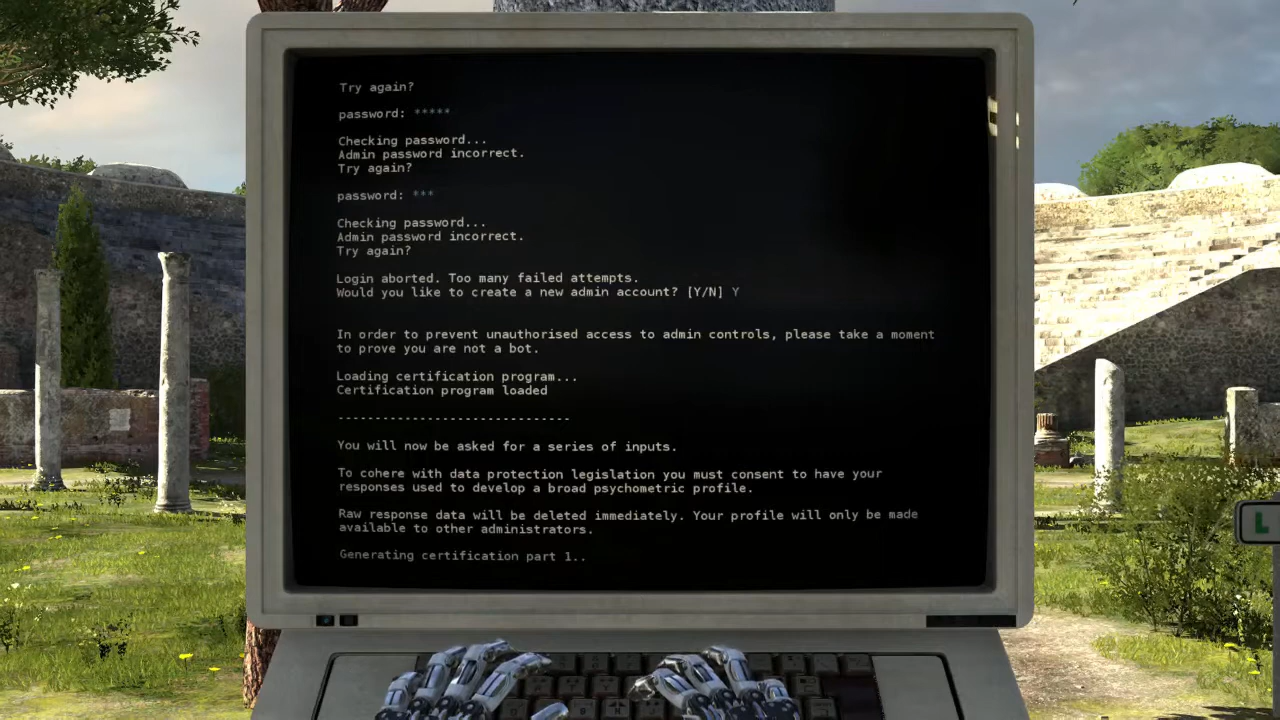 Try again?
password: *****
Checking password...
Admin password incorrect.
Try again?
password: ***
Checking password...
Admin password incorrect.
Try again?
Login aborted. Too many failed attempts.
Would you like to create a new admin account? [Y/N] Y
In order to prevent unauthorised access to admin controls, please take a moment
to prove you are not a bot.
Loading certification program...
Certification program loaded
------------------------------
You will now be asked for a series of inputs.
To cohere with data protection legislation you must consent to have your
responses used to develop a broad psychometric profile.
Raw response data will be deleted immediately. Your profile will only be made
available to other administrators.
Generating certification part 1..
L